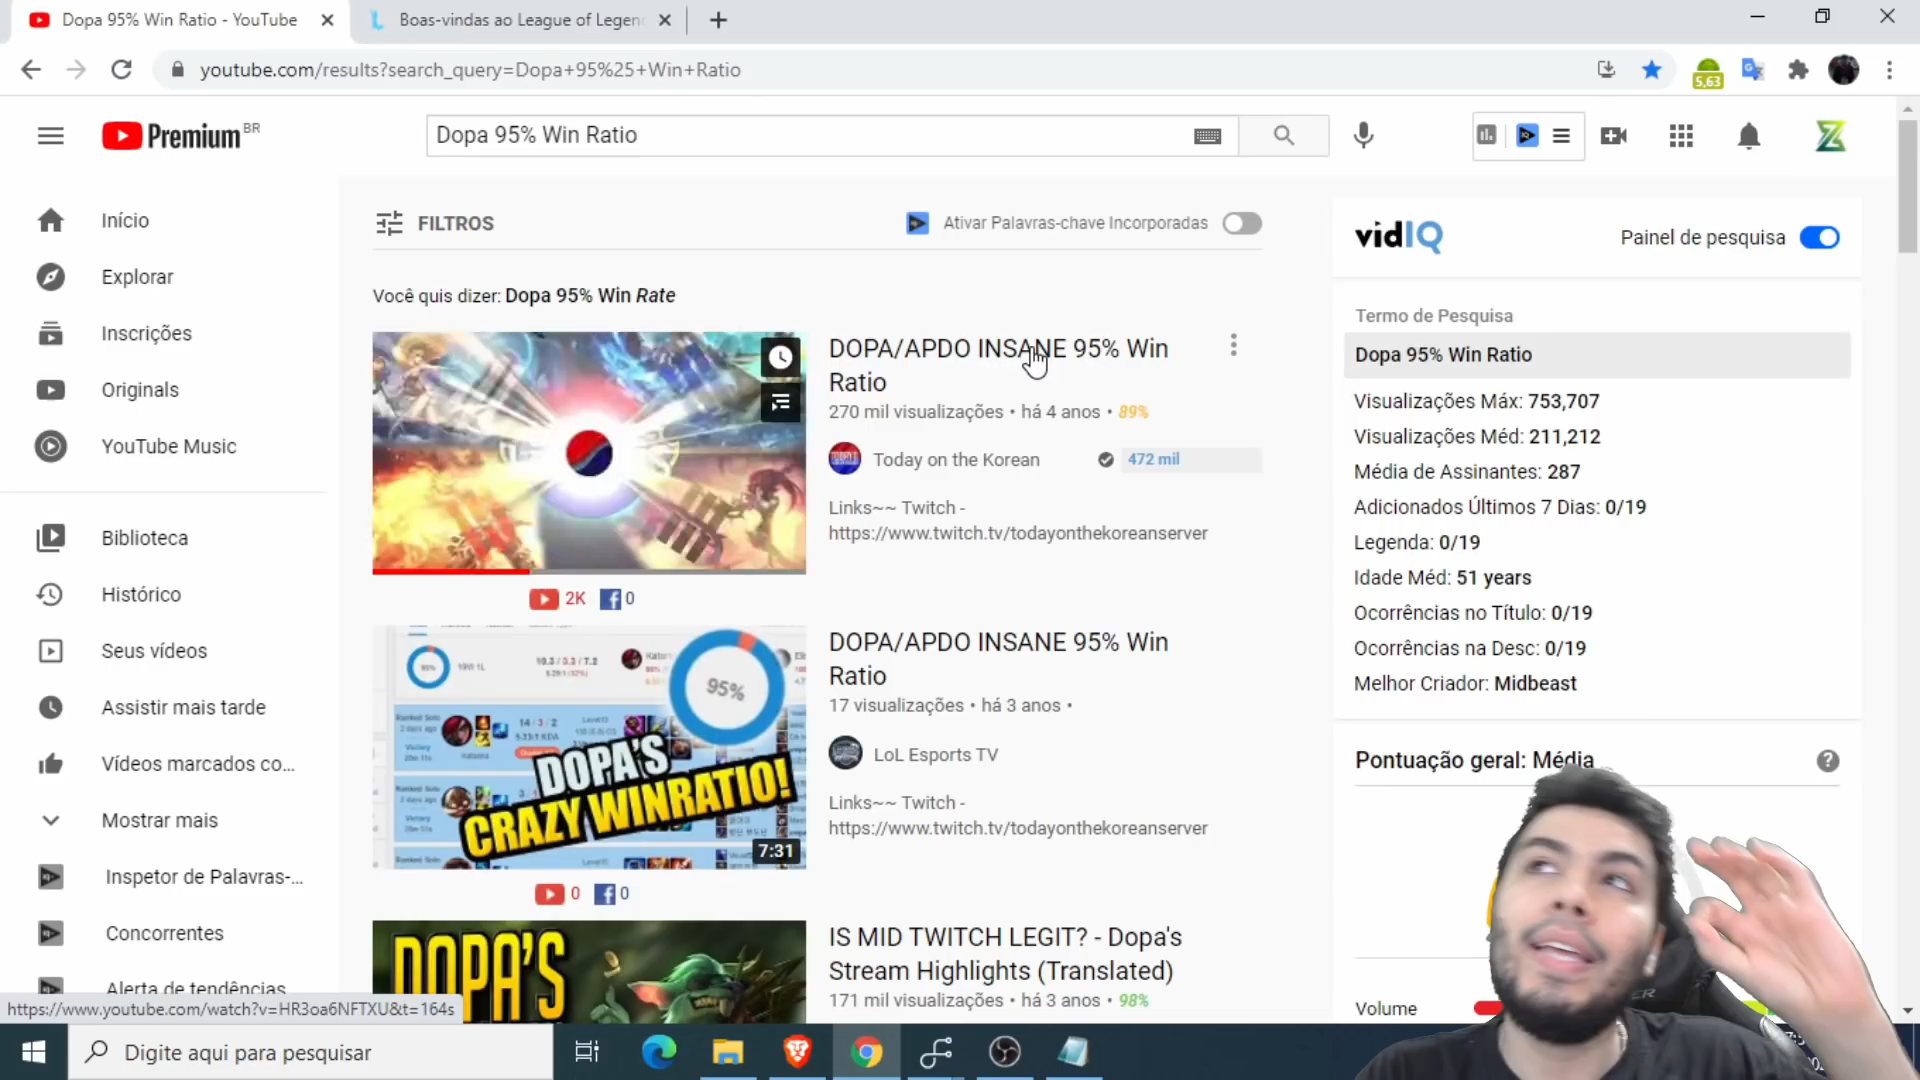 Dopa 95% Win Ratio - YouTube
Boas-vindas ao League of Legen
youtube.com/results?search_query=Dopa+95%25+Win+Ratio
5,63
Premium BR
Dopa 95% Win Ratio
Início
Explorar
Inscrições
Originals
YouTube Music
Biblioteca
Histórico
Seus vídeos
Assistir mais tarde
Vídeos marcados co...
Mostrar mais
Inspetor de Palavras-...
Concorrentes
Alerta de tendências
FILTROS
Ativar Palavras-chave Incorporadas
Você quis dizer: Dopa 95% Win Rate
DOPA/APDO INSANE 95% Win
Ratio
270 mil visualizações • há 4 anos • 89%
Today on the Korean
472 mil
Links~~ Twitch -
https://www.twitch.tv/todayonthekoreanserver
2K
0
95%
DOPA'S
CRAZY WINRATIO!
7:31
DOPA/APDO INSANE 95% Win
Ratio
17 visualizações • há 3 anos •
LoL Esports TV
Links~~ Twitch -
https://www.twitch.tv/todayonthekoreanserver
0
0
DOPA'S
IS MID TWITCH LEGIT? - Dopa's
Stream Highlights (Translated)
171 mil visualizações • há 3 anos • 98%
vidIQ
Painel de pesquisa
Termo de Pesquisa
Dopa 95% Win Ratio
Visualizações Máx: 753,707
Visualizações Méd: 211,212
Média de Assinantes: 287
Adicionados Últimos 7 Dias: 0/19
Legenda: 0/19
Idade Méd: 51 years
Ocorrências no Título: 0/19
Ocorrências na Desc: 0/19
Melhor Criador: Midbeast
Pontuação geral: Média
Volume
https://www.youtube.com/watch?v=HR3oa6NFTXU&t=164s
Digite aqui para pesquisar